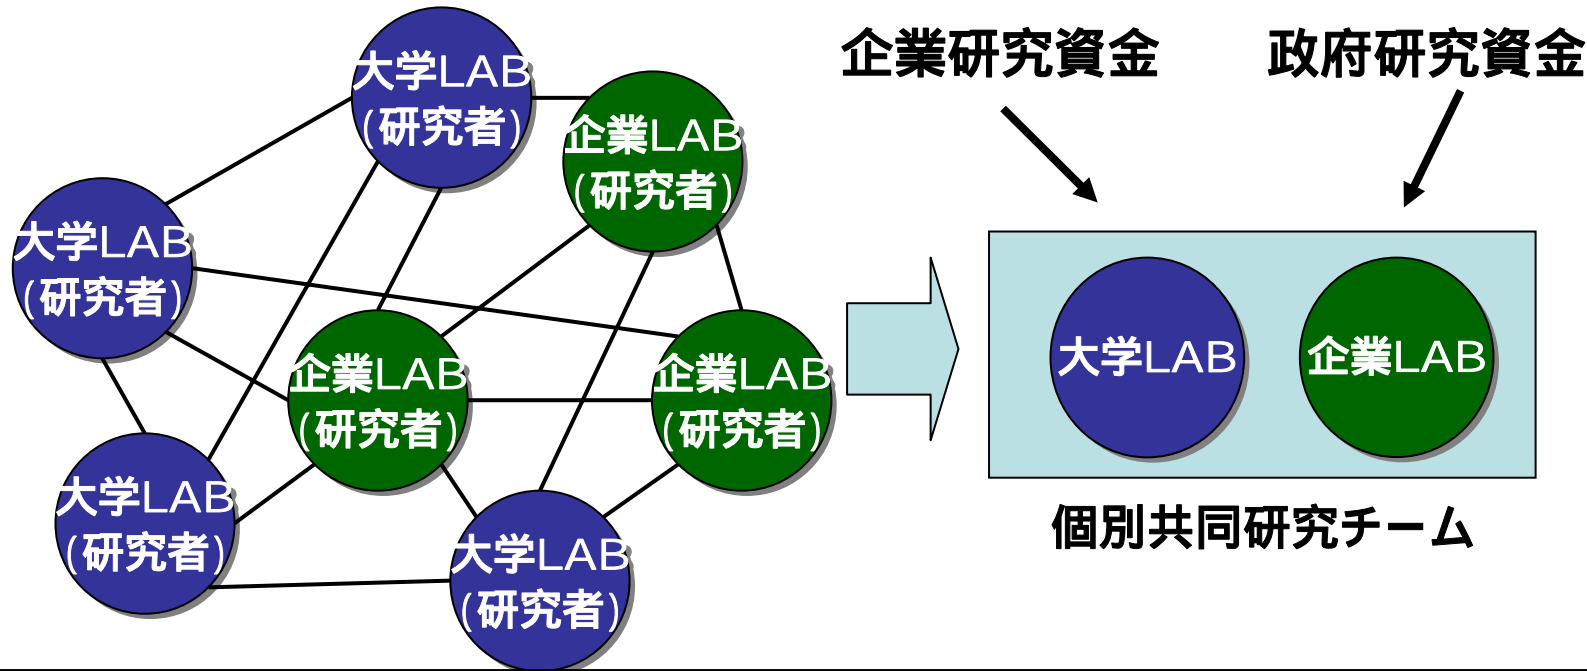 大学LAB
(研究者)
企業LAB
(研究者)
大学LAB
(研究者)
企業LAB
(研究者)
企業LAB
(研究者)
大学LAB
(研究者)
大学LAB
(研究者)
企業研究資金
政府研究資金
大学LAB
企業LAB
個別共同研究チーム